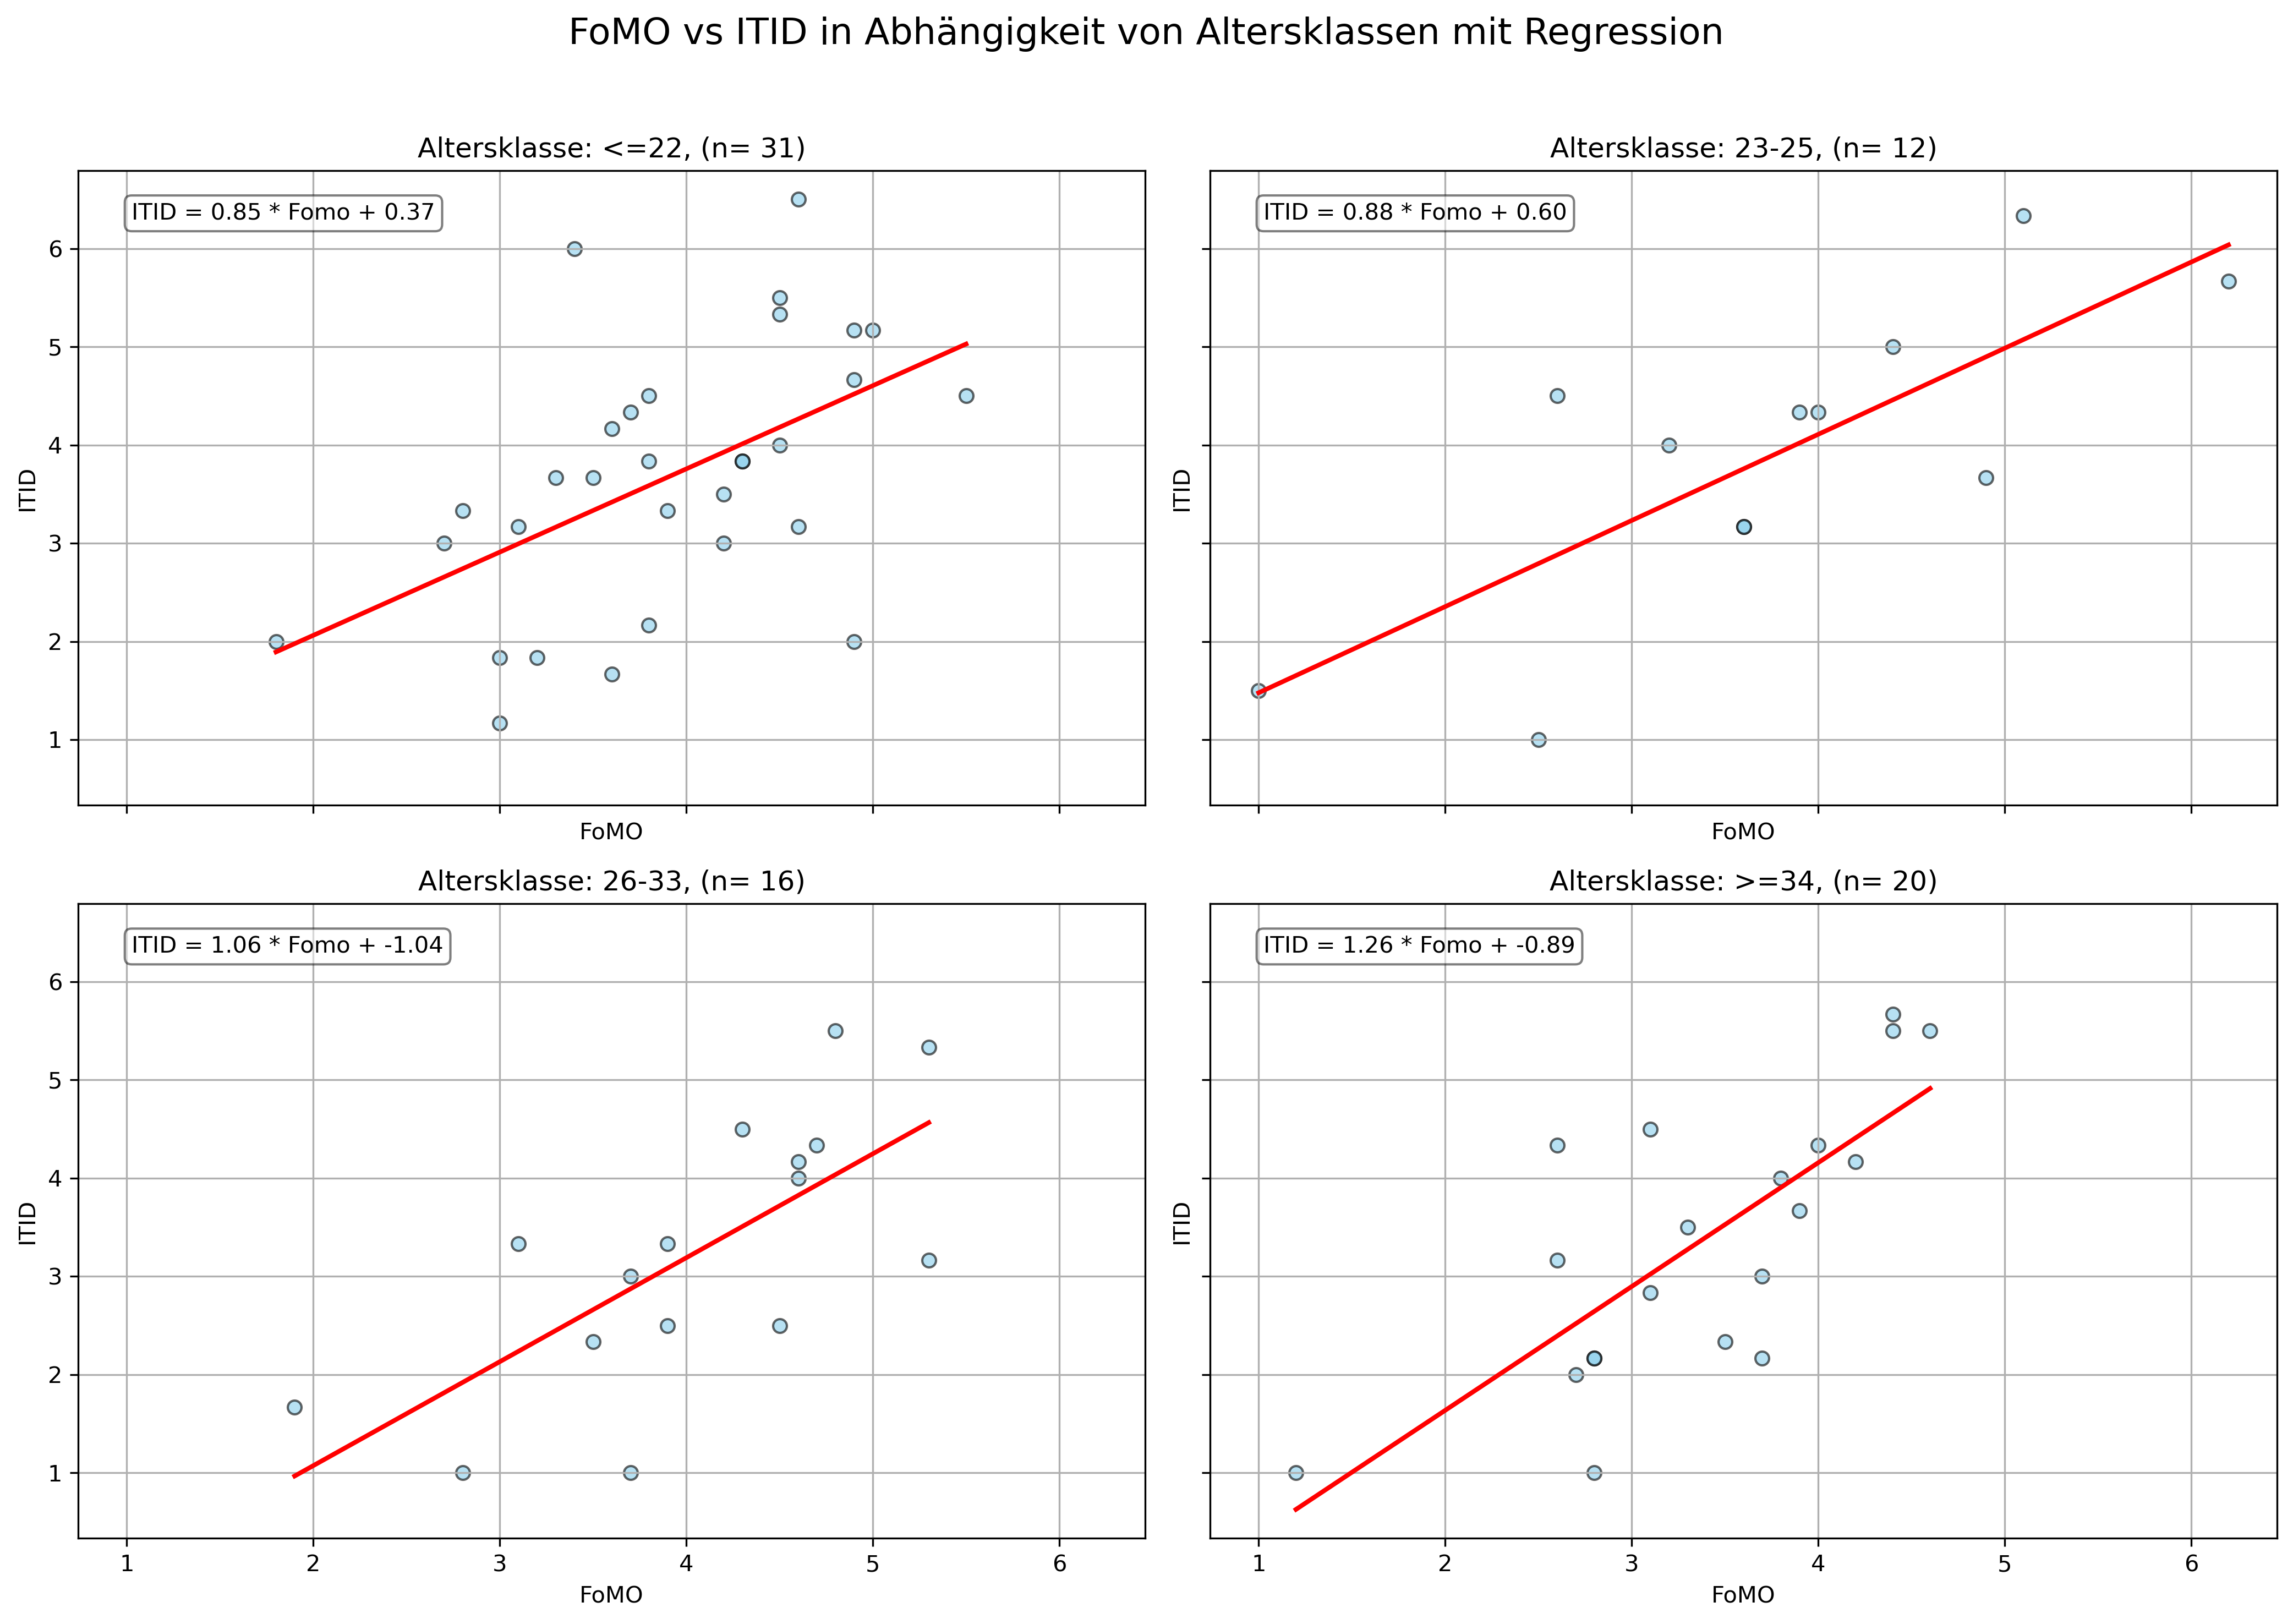 FoMO vs ITID in Abhängigkeit von Altersklassen mit Regression
Altersklasse: <=22, (n= 31)
ITID = 0.85 * Fomo + 0.37
6
5
4
3
2
1
ITID
FoMO
Altersklasse: 23-25, (n= 12)
ITID = 0.88 * Fomo + 0.60
ITID
FoMO
Altersklasse: 26-33, (n= 16)
ITID = 1.06 * Fomo + -1.04
6
5
4
3
2
1
ITID
1 2 3 4 5 6
FoMO
Altersklasse: >=34, (n= 20)
ITID = 1.26 * Fomo + -0.89
ITID
1 2 3 4 5 6
FoMO